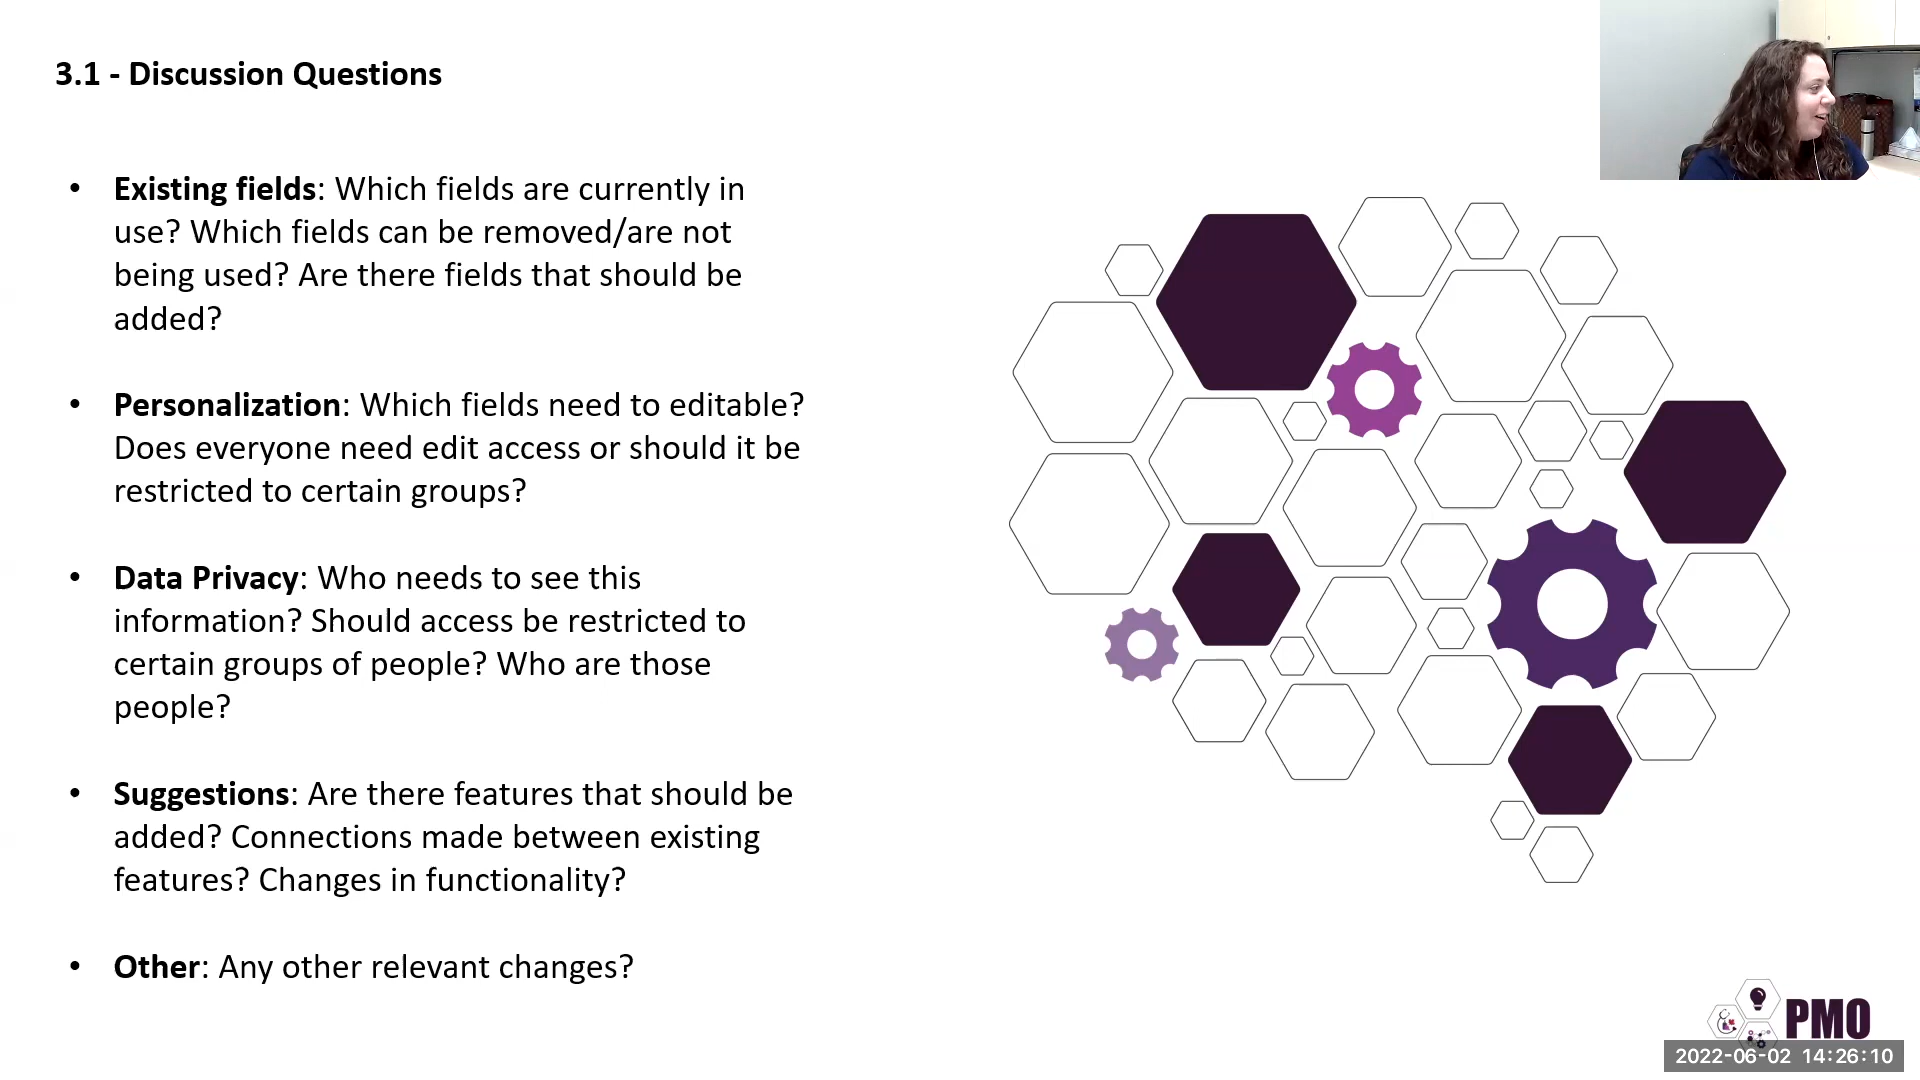 3.1 - Discussion Questions
• Existing fields: Which fields are currently in
use? Which fields can be removed/are not
being used? Are there fields that should be
added?
• Personalization: Which fields need to editable?
Does everyone need edit access or should it be
restricted to certain groups?
• Data Privacy: Who needs to see this
information? Should access be restricted to
certain groups of people? Who are those
people?
• Suggestions: Are there features that should be
added? Connections made between existing
features? Changes in functionality?
• Other: Any other relevant changes?
PMO
2022-06-02 14:26:10